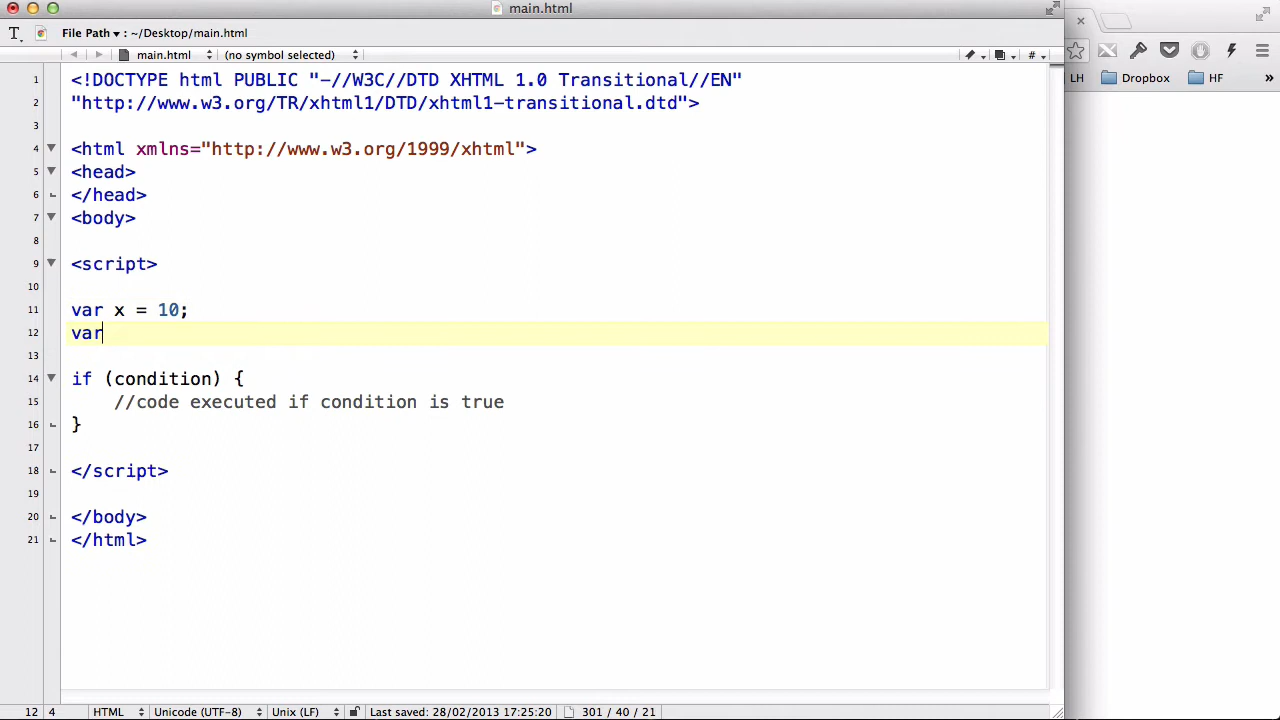 main.html
File Path ▾ : ~/Desktop/main.html
main.html (no symbol selected)
#
LH Dropbox HF »
1 <!DOCTYPE html PUBLIC "-//W3C//DTD XHTML 1.0 Transitional//EN"
2 "http://www.w3.org/TR/xhtml1/DTD/xhtml1-transitional.dtd">
3
4 <html xmlns="http://www.w3.org/1999/xhtml">
5 <head>
6 </head>
7 <body>
8
9 <script>
10
11 var x = 10;
12 var
13
14 if (condition) {
15 //code executed if condition is true
16 }
17
18 </script>
19
20 </body>
21 </html>
12 4 HTML Unicode (UTF-8) Unix (LF) Last saved: 28/02/2013 17:25:20 301 / 40 / 21